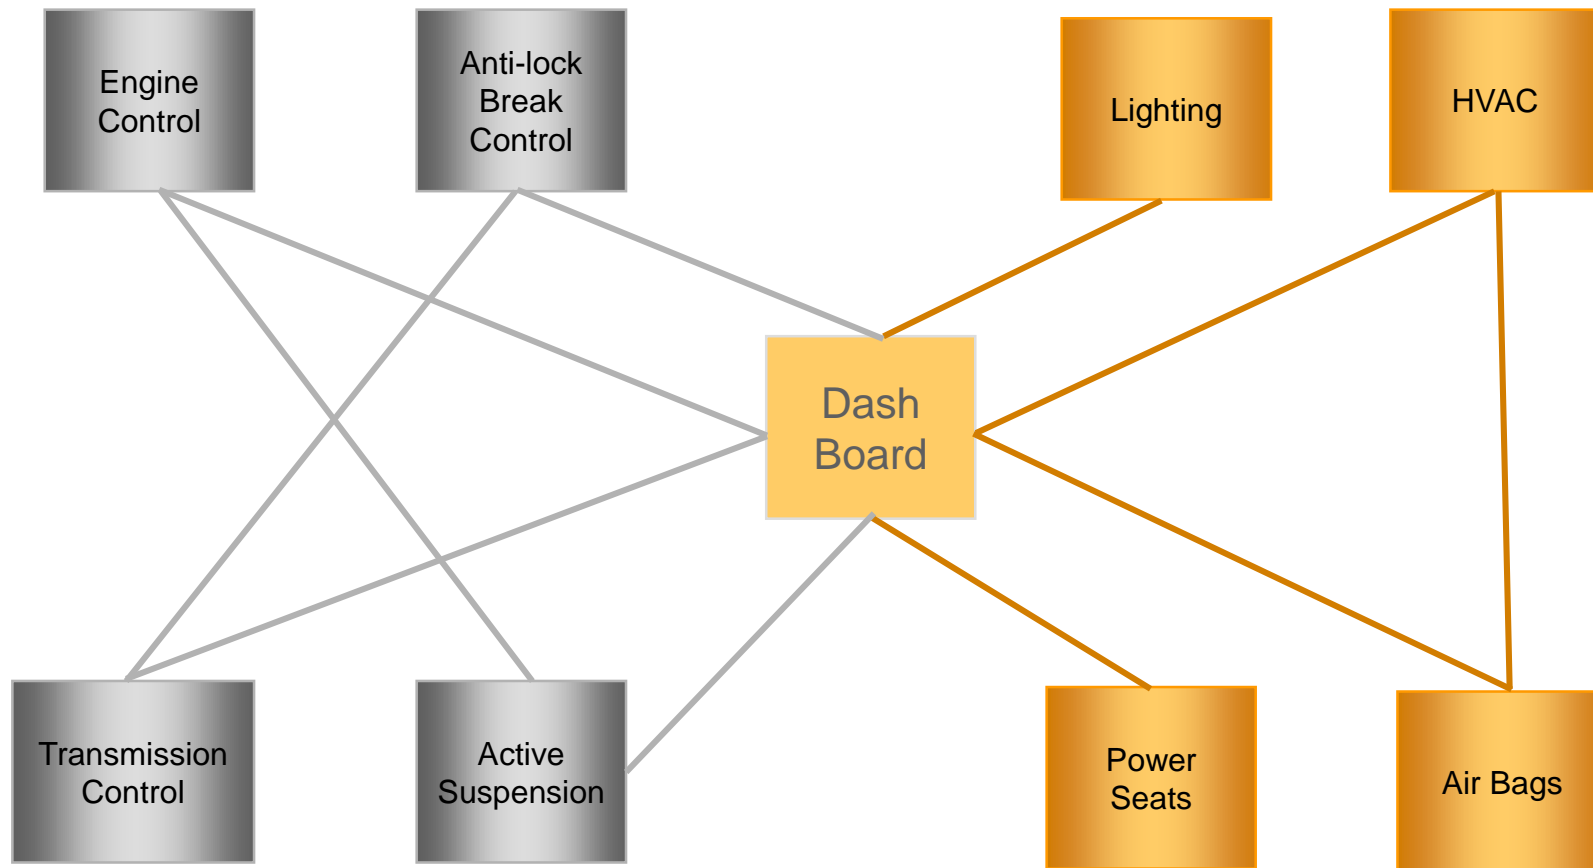 Engine
Control
Anti-lock
Break
Control
Lighting
HVAC
Dash
Board
Transmission
Control
Active
Suspension
Power
Seats
Air Bags